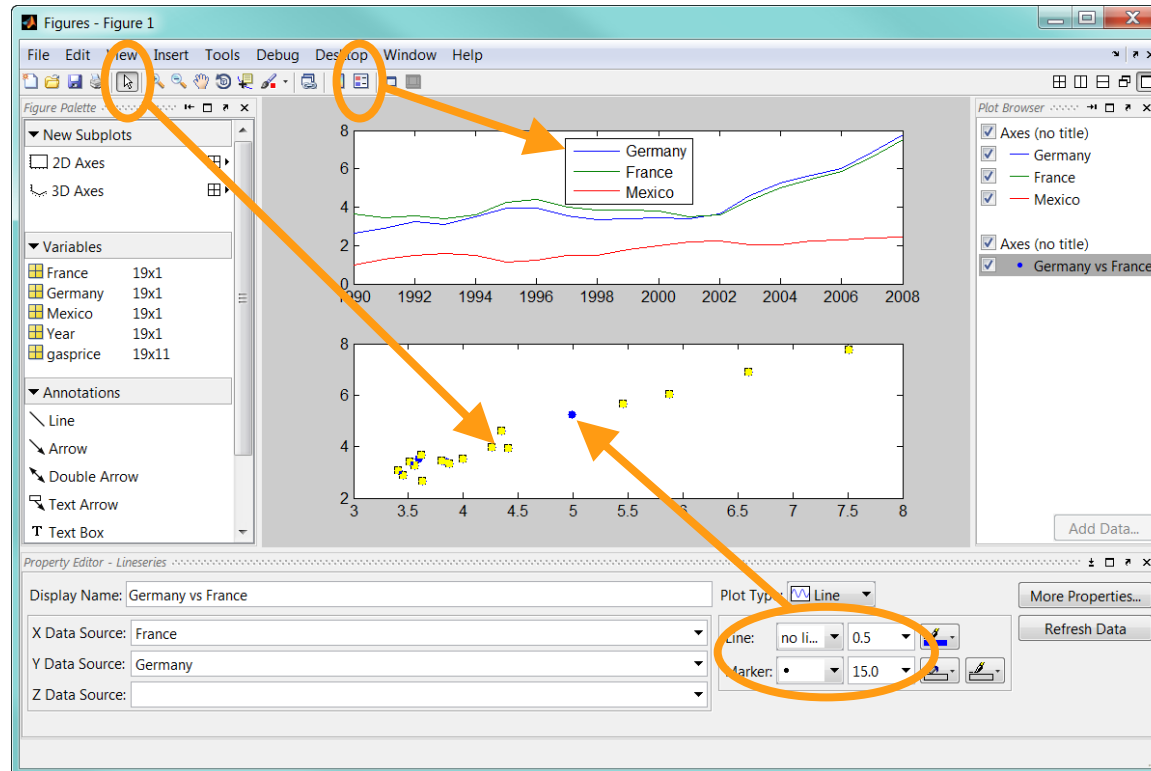 Figures - Figure 1
File Edit View Insert Tools Debug Desktop Window Help
Figure Palette
New Subplots
2D Axes
3D Axes
Variables
France 19x1
Germany 19x1
Mexico 19x1
Year 19x1
gasprice 19x11
Annotations
Line
Arrow
Double Arrow
Text Arrow
T Text Box
8
6
4
2
0
1990 1992 1994 1996 1998 2000 2002 2004 2006 2008
Germany
France
Mexico
8
6
4
2
3 3.5 4 4.5 5 5.5 6 6.5 7 7.5 8
Plot Browser
Axes (no title)
Germany
France
Mexico
Axes (no title)
Germany vs France
Add Data...
Property Editor - Lineseries
Display Name: Germany vs France
X Data Source: France
Y Data Source: Germany
Z Data Source:
Plot Type: Line
Line: no li... 0.5
Marker: 15.0
More Properties...
Refresh Data